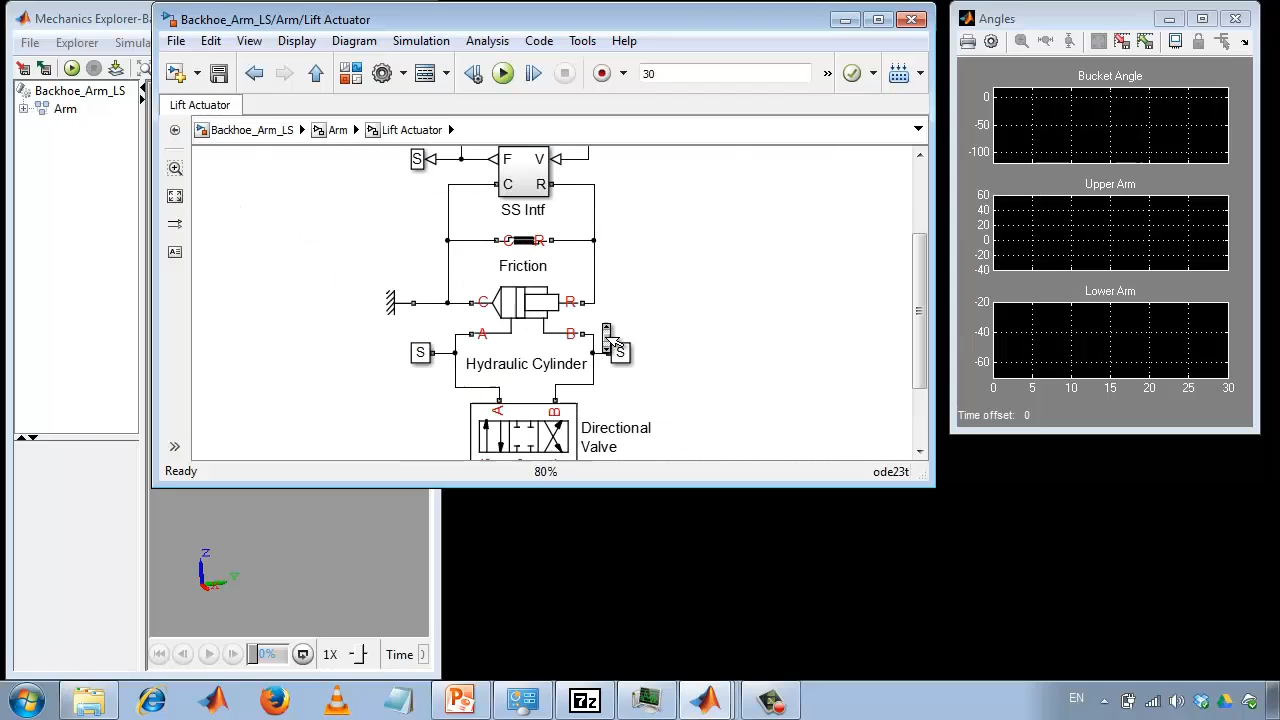 Mechanics Explorer-Ba
File Explorer Simula
Backhoe_Arm_LS
Arm
Backhoe_Arm_LS/Arm/Lift Actuator
File Edit View Display Diagram Simulation Analysis Code Tools Help
30
»
Lift Actuator
Backhoe_Arm_LS Arm Lift Actuator
S F V
C R
SS Intf
C R
Friction
C R
A B
S S
Hydraulic Cylinder
A B
Directional
Valve
»
Ready 80% ode23t
Z
Y
X
0% 1X Time
Angles
Bucket Angle
0
-50
-100
Upper Arm
60
40
20
0
-20
-40
Lower Arm
-20
-40
-60
0 5 10 15 20 25 30
Time offset: 0
7z
EN